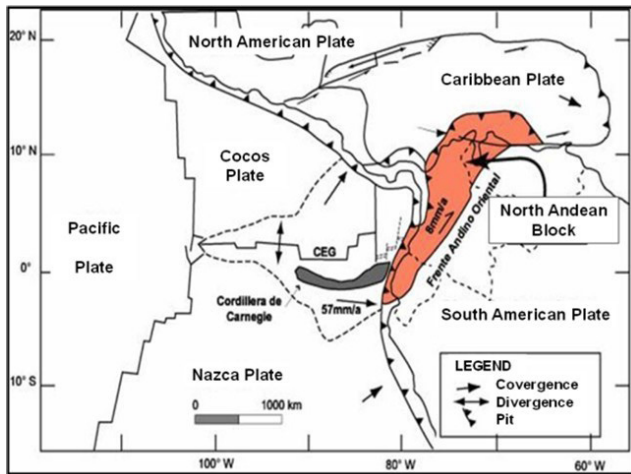 20° N
North American Plate
Caribbean Plate
10° N
Cocos
Plate
8mm/a
Frente Andino Oriental
North Andean
Block
Pacific
Plate
CEG
0°
Cordillera de
Carnegie
57mm/a
South American Plate
Nazca Plate
0 1000 km
10° S
LEGEND
Covergence
Divergence
Pit
100° W
80° W
60° W